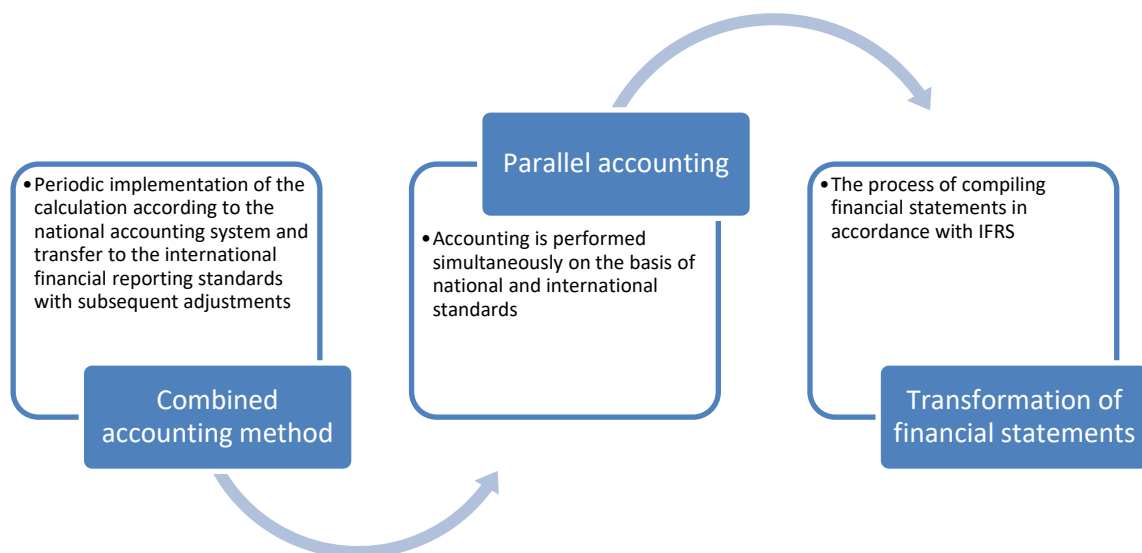 •Periodic implementation of the
calculation according to the
national accounting system and
transfer to the international
financial reporting standards
with subsequent adjustments
Combined
accounting method
Parallel accounting
•Accounting is performed
simultaneously on the basis of
national and international
standards
•The process of compiling
financial statements in
accordance with IFRS
Transformation of
financial statements